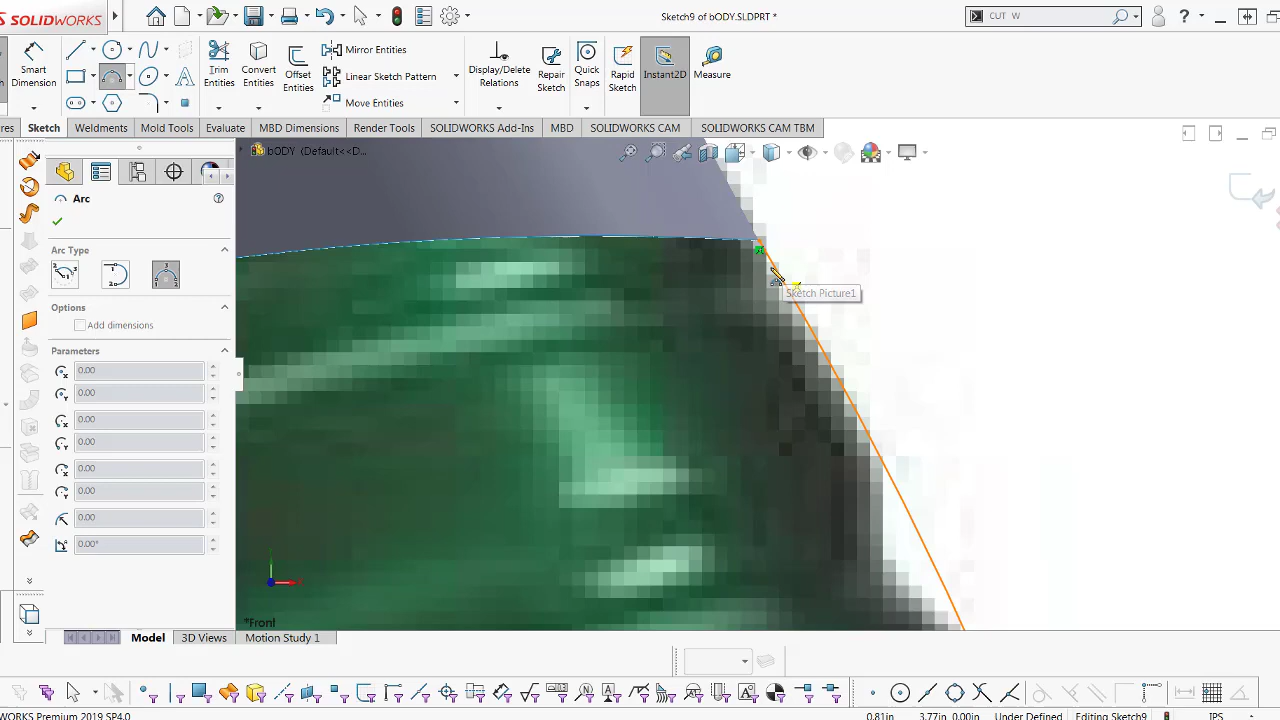 SOLIDWORKS
Sketch9 of bODY.SLDPRT *
CUT W
?
Smart Dimension
Trim Entities
Convert Entities
Offset Entities
Mirror Entities
Linear Sketch Pattern
Move Entities
Display/Delete Relations
Repair Sketch
Quick Snaps
Rapid Sketch
Instant2D
Measure
res Sketch Weldments Mold Tools Evaluate MBD Dimensions Render Tools SOLIDWORKS Add-Ins MBD SOLIDWORKS CAM SOLIDWORKS CAM TBM
bODY (Default<<D...
Arc
Arc Type
Options
Add dimensions
Parameters
0.00
0.00
0.00
0.00
0.00
0.00
0.00
0.00°
Sketch Picture1
*Front
Model 3D Views Motion Study 1
WORKS Premium 2019 SP4.0
0.81in 3.77in 0.00in Under Defined Editing Sketch9 IPS